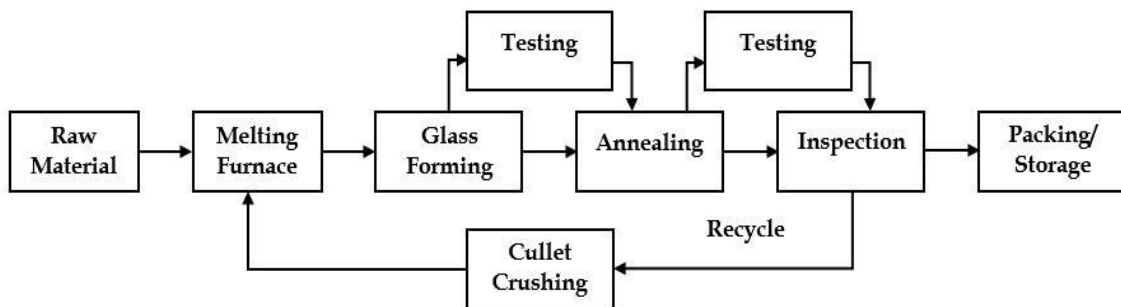 Testing
Testing
Raw
Material
Melting
Furnace
Glass
Forming
Annealing
Inspection
Packing/
Storage
Recycle
Cullet
Crushing